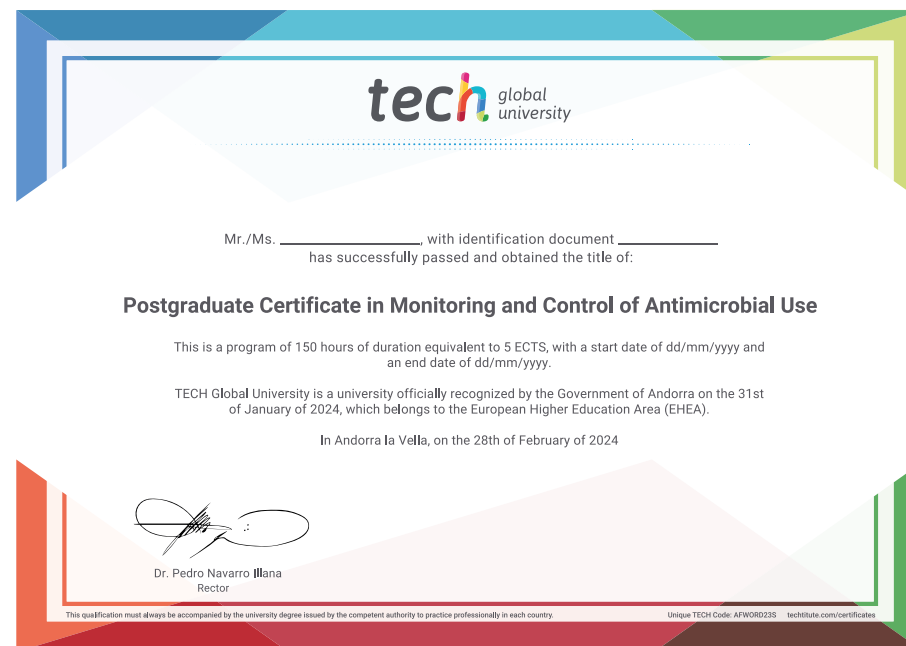 tech global university
Mr./Ms. ____________________, with identification document ______________
has successfully passed and obtained the title of:
Postgraduate Certificate in Monitoring and Control of Antimicrobial Use
This is a program of 150 hours of duration equivalent to 5 ECTS, with a start date of dd/mm/yyyy and
an end date of dd/mm/yyyy.
TECH Global University is a university officially recognized by the Government of Andorra on the 31st
of January of 2024, which belongs to the European Higher Education Area (EHEA).
In Andorra la Vella, on the 28th of February of 2024
Dr. Pedro Navarro Illana
Rector
This qualification must always be accompanied by the university degree issued by the competent authority to practice professionally in each country.
Unique TECH Code: AFWORD23S techtitute.com/certificates